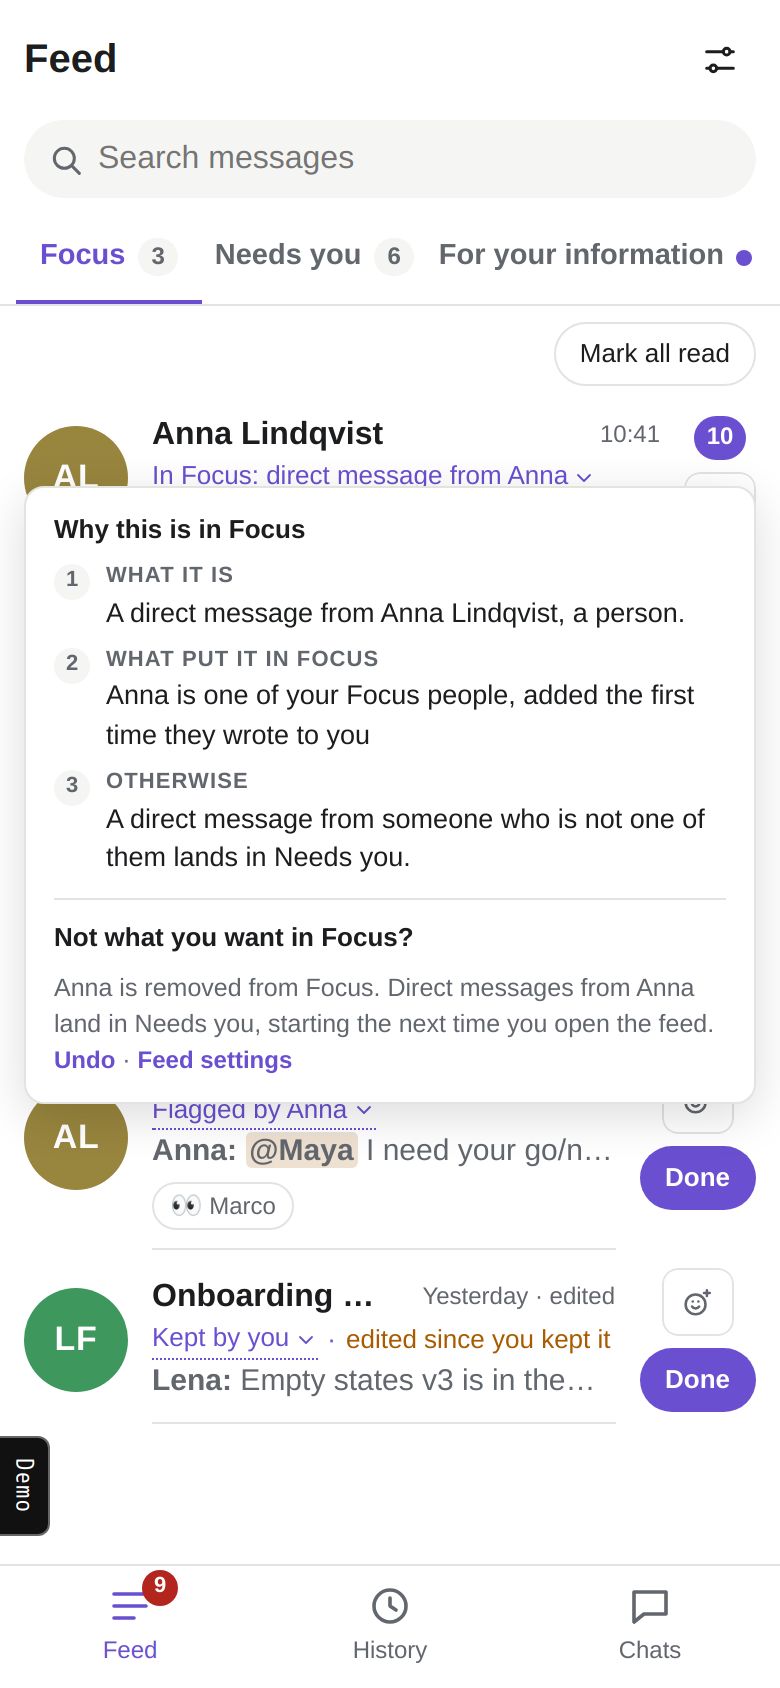 Feed
Search messages
Focus 3 Needs you 6 For your information
Mark all read
Anna Lindqvist 10:41 10
AL
In Focus: direct message from Anna
Why this is in Focus
1 WHAT IT IS
A direct message from Anna Lindqvist, a person.
2 WHAT PUT IT IN FOCUS
Anna is one of your Focus people, added the first
time they wrote to you
3 OTHERWISE
A direct message from someone who is not one of
them lands in Needs you.
Not what you want in Focus?
Anna is removed from Focus. Direct messages from Anna
land in Needs you, starting the next time you open the feed.
Undo · Feed settings
Flagged by Anna
AL
Anna: @Maya I need your go/n…
Done
👀 Marco
Onboarding … Yesterday · edited
LF
Kept by you · edited since you kept it
Lena: Empty states v3 is in the…
Done
Demo
9
Feed History Chats